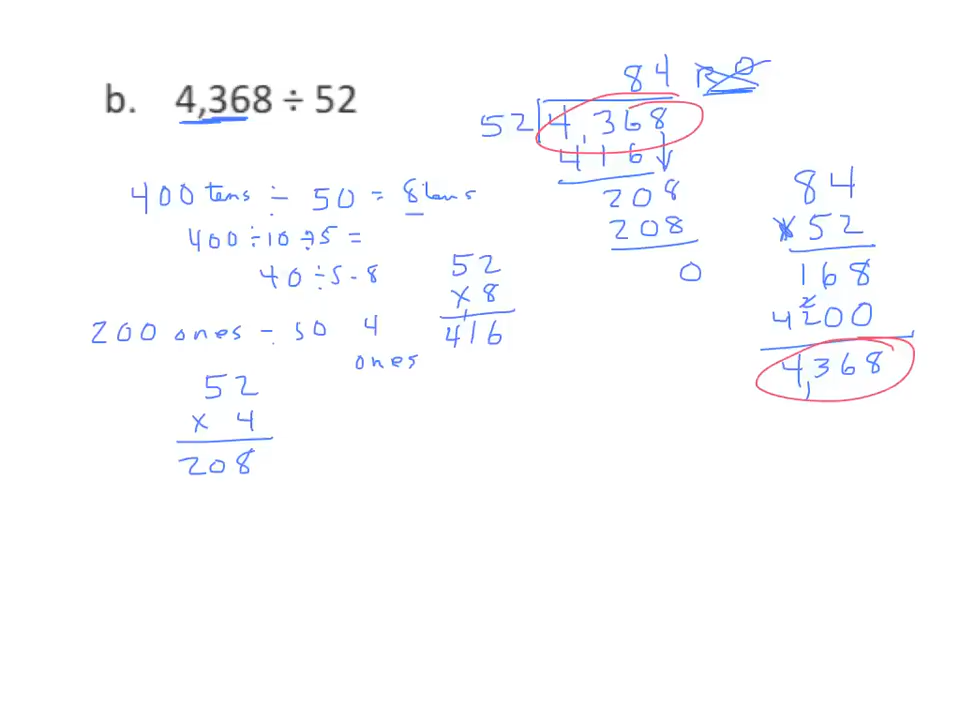 b. 4,368 ÷ 52
84 R0
52 4,368
416
208
208
0
400 tens ÷ 50 = 8 tens
400 ÷ 10 ÷ 5 =
40 ÷ 5 - 8
52
x 8
416
200 ones ÷ 50 4
ones
52
x 4
208
84
x 52
168
4200
4,368